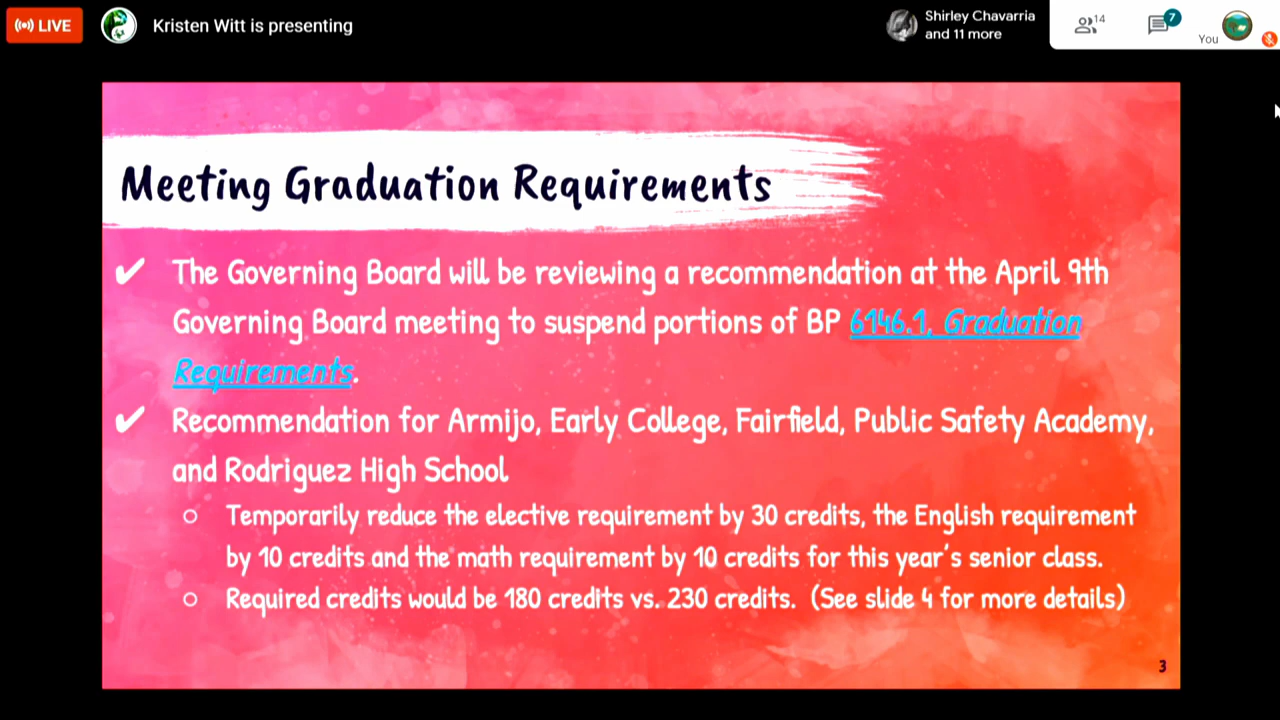 LIVE
Kristen Witt is presenting
Shirley Chavarria
and 11 more
14
7
You
Meeting Graduation Requirements
✔ The Governing Board will be reviewing a recommendation at the April 9th
Governing Board meeting to suspend portions of BP 6146.1, Graduation
Requirements.
✔ Recommendation for Armijo, Early College, Fairfield, Public Safety Academy,
and Rodriguez High School
○ Temporarily reduce the elective requirement by 30 credits, the English requirement
by 10 credits and the math requirement by 10 credits for this year's senior class.
○ Required credits would be 180 credits vs. 230 credits. (See slide 4 for more details)
3